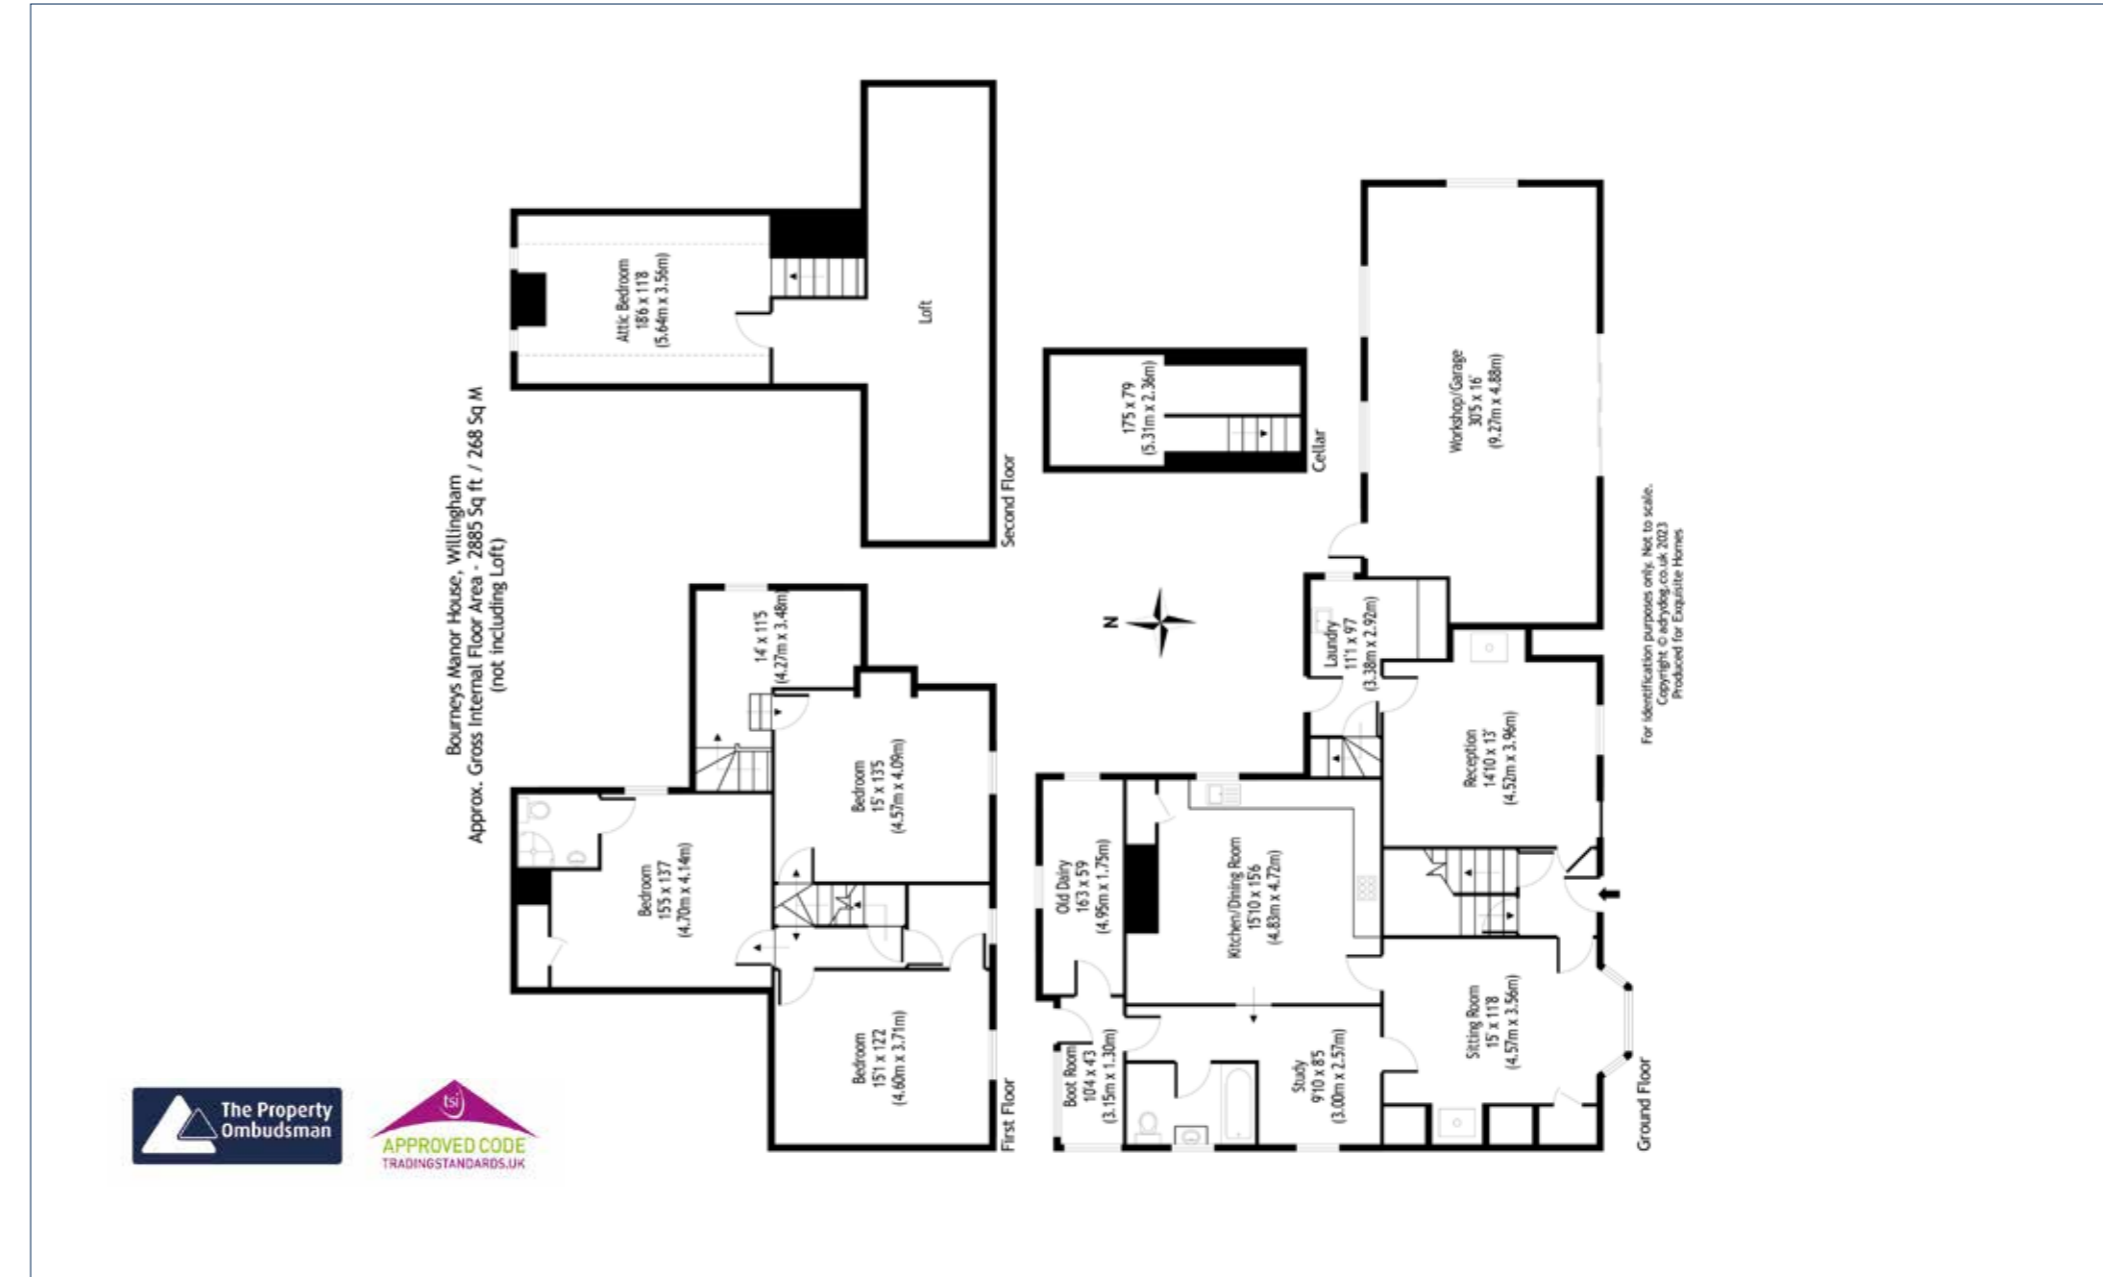 Bourneys Manor House, Willingham
Approx. Gross Internal Floor Area - 2885 Sq ft / 268 Sq M
(not including Loft)
Attic Bedroom
18'6 x 11'8
(5.64m x 3.56m)
Loft
Second Floor
14' x 11'5
(4.27m x 3.48m)
Bedroom
15' x 13'5
(4.57m x 4.09m)
Bedroom
15'5 x 13'7
(4.70m x 4.14m)
Bedroom
15'1 x 12'2
(4.60m x 3.71m)
First Floor
17'5 x 7'9
(5.31m x 2.36m)
Cellar
N
Workshop/Garage
30'5 x 16'
(9.27m x 4.88m)
Laundry
11'1 x 9'7
(3.38m x 2.92m)
Reception
14'10 x 13'
(4.52m x 3.96m)
Old Dairy
16'3 x 5'9
(4.95m x 1.75m)
Kitchen/Dining Room
15'10 x 15'6
(4.83m x 4.72m)
Boot Room
10'4 x 4'3
(3.15m x 1.30m)
Study
9'10 x 8'5
(3.00m x 2.57m)
Sitting Room
15' x 11'8
(4.57m x 3.56m)
Ground Floor
For identification purposes only. Not to scale.
Copyright © adrydog.co.uk 2023
Produced for Exquisite Homes
The Property
Ombudsman
tsi
APPROVED CODE
TRADINGSTANDARDS.UK